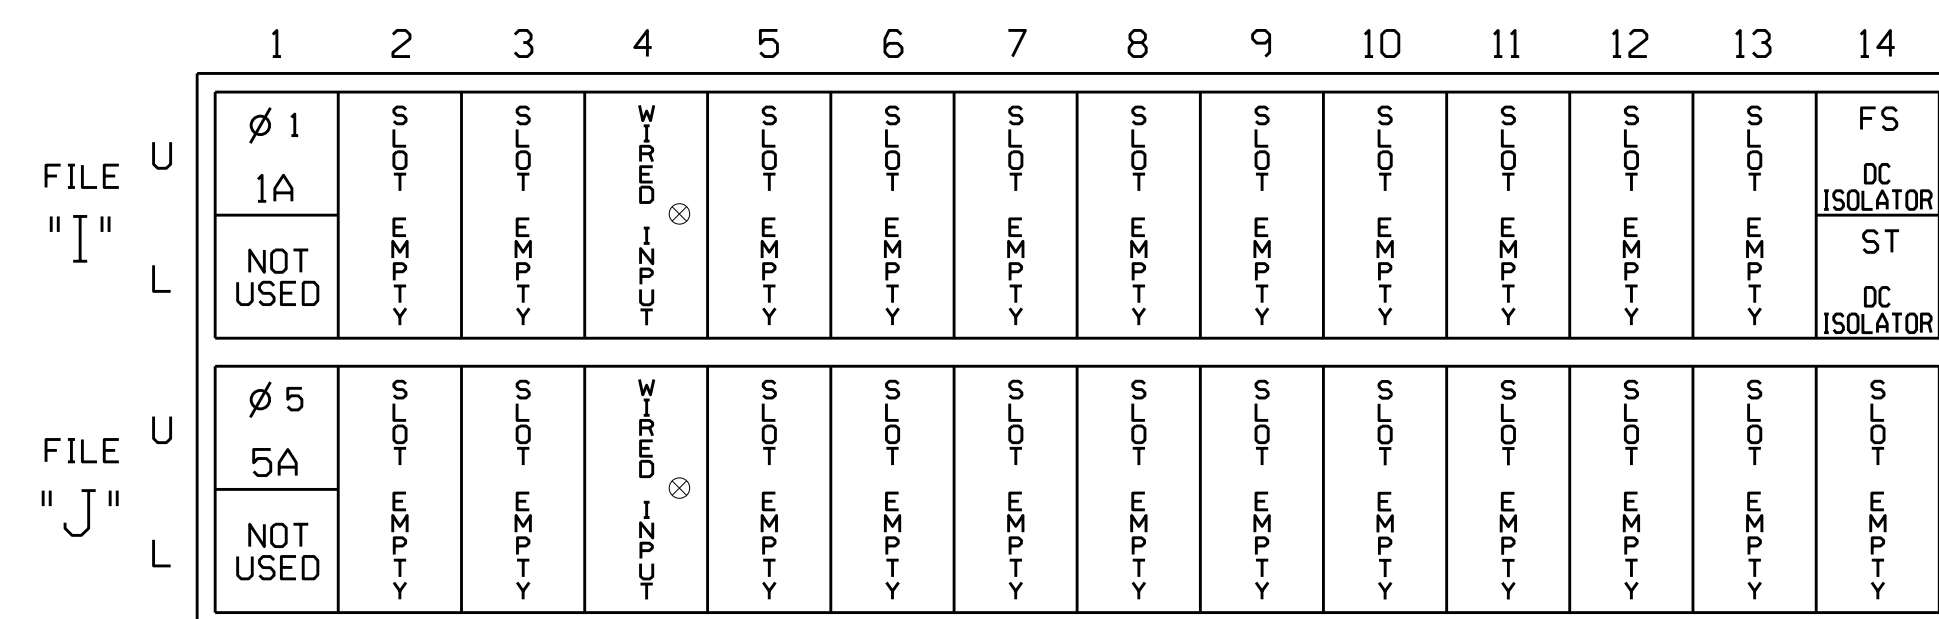 1 2 3 4 5 6 7 8 9 10 11 12 13 14
FILE "I"
U
L
Ø 1
1A
NOT
USED
SLOT EMPTY
SLOT EMPTY
WIRED INPUT
SLOT EMPTY
SLOT EMPTY
SLOT EMPTY
SLOT EMPTY
SLOT EMPTY
SLOT EMPTY
SLOT EMPTY
SLOT EMPTY
SLOT EMPTY
FS
DC
ISOLATOR
ST
DC
ISOLATOR
FILE "J"
U
L
Ø 5
5A
NOT
USED
SLOT EMPTY
SLOT EMPTY
WIRED INPUT
SLOT EMPTY
SLOT EMPTY
SLOT EMPTY
SLOT EMPTY
SLOT EMPTY
SLOT EMPTY
SLOT EMPTY
SLOT EMPTY
SLOT EMPTY
SLOT EMPTY